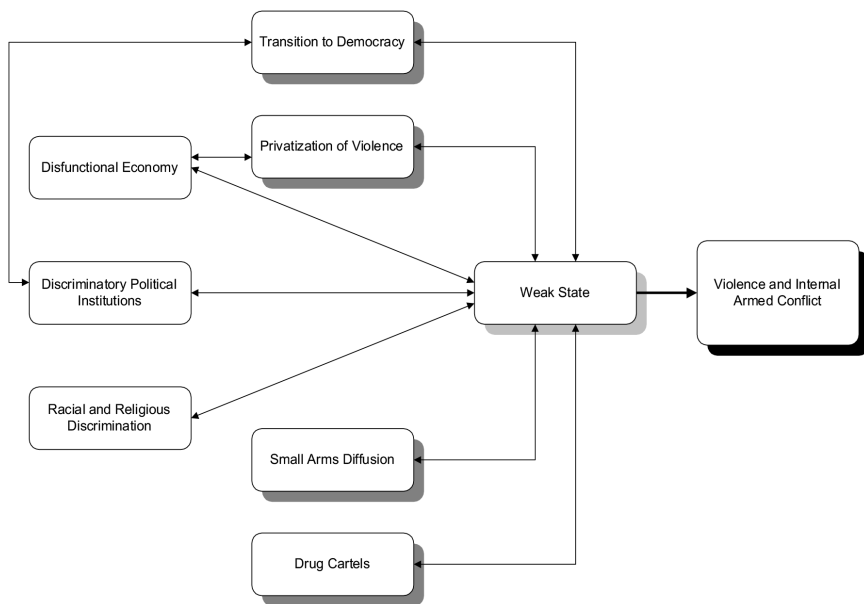 Transition to Democracy
Privatization of Violence
Disfunctional Economy
Discriminatory Political
Institutions
Weak State
Violence and Internal
Armed Conflict
Racial and Religious
Discrimination
Small Arms Diffusion
Drug Cartels